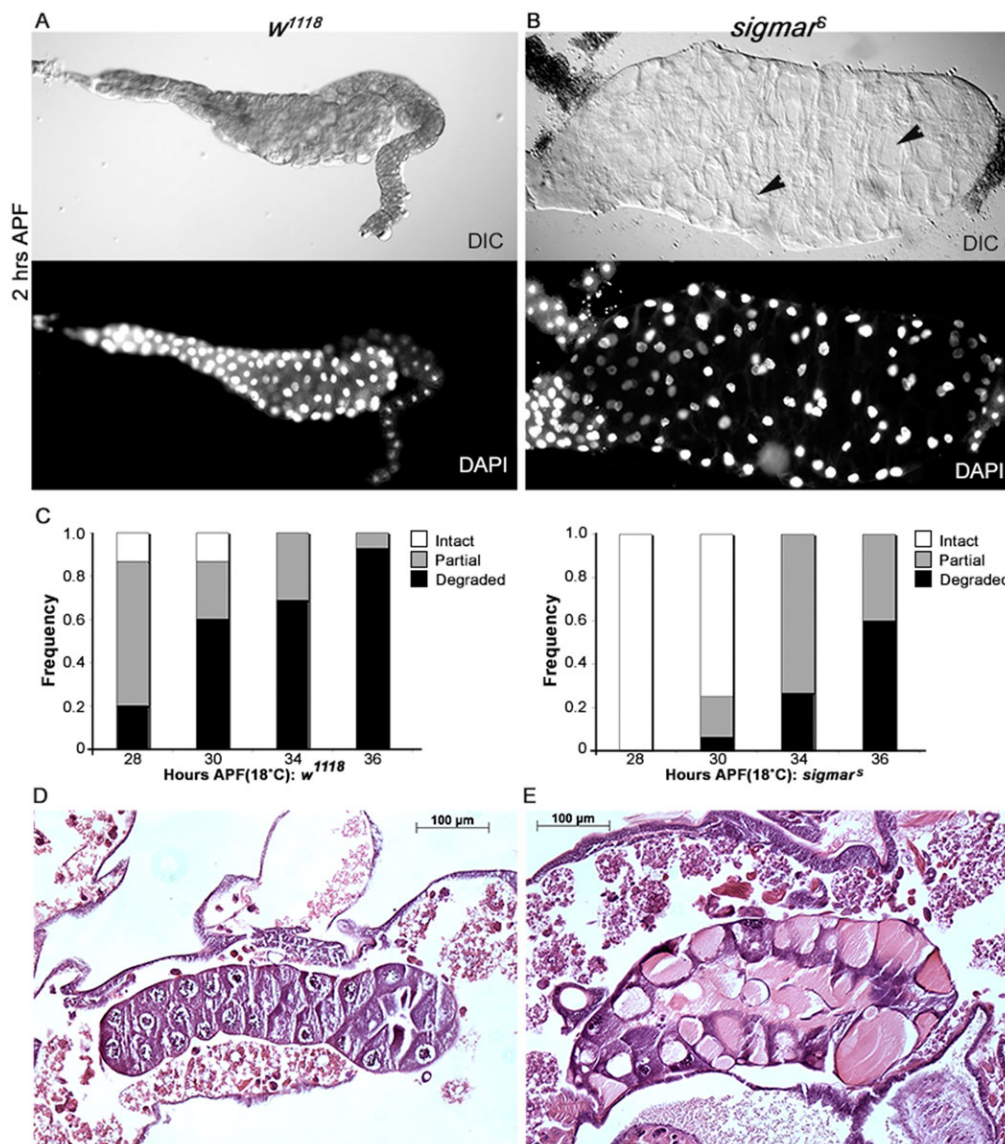 A
w1118
B
sigmars
2 hrs APF
DIC
DIC
DAPI
DAPI
C
1.0
0.8
0.6
0.4
0.2
0
Frequency
Intact
Partial
Degraded
28 30 34 36
Hours APF(18°C): w1118
1.0
0.8
0.6
0.4
0.2
0
Frequency
Intact
Partial
Degraded
28 30 34 36
Hours APF(18°C): sigmars
D
100 µm
E
100 µm